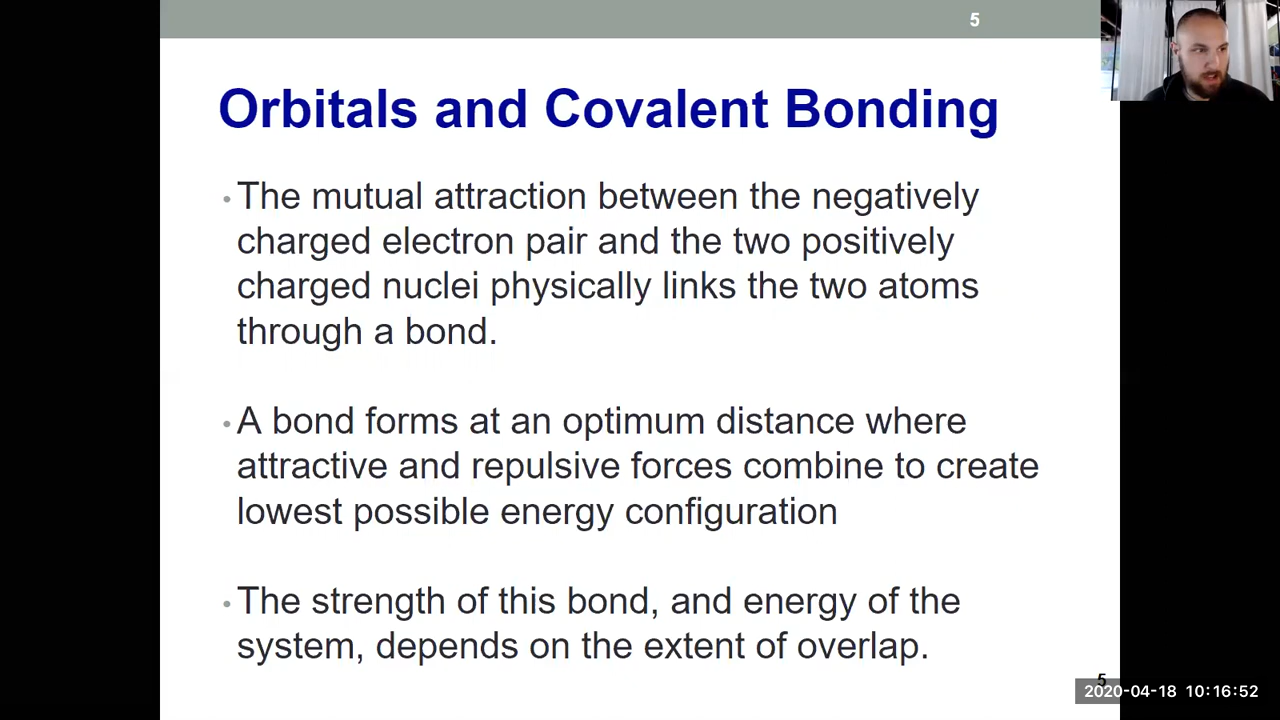 5
Orbitals and Covalent Bonding
• The mutual attraction between the negatively
charged electron pair and the two positively
charged nuclei physically links the two atoms
through a bond.
• A bond forms at an optimum distance where
attractive and repulsive forces combine to create
lowest possible energy configuration
• The strength of this bond, and energy of the
system, depends on the extent of overlap.
5
2020-04-18 10:16:52